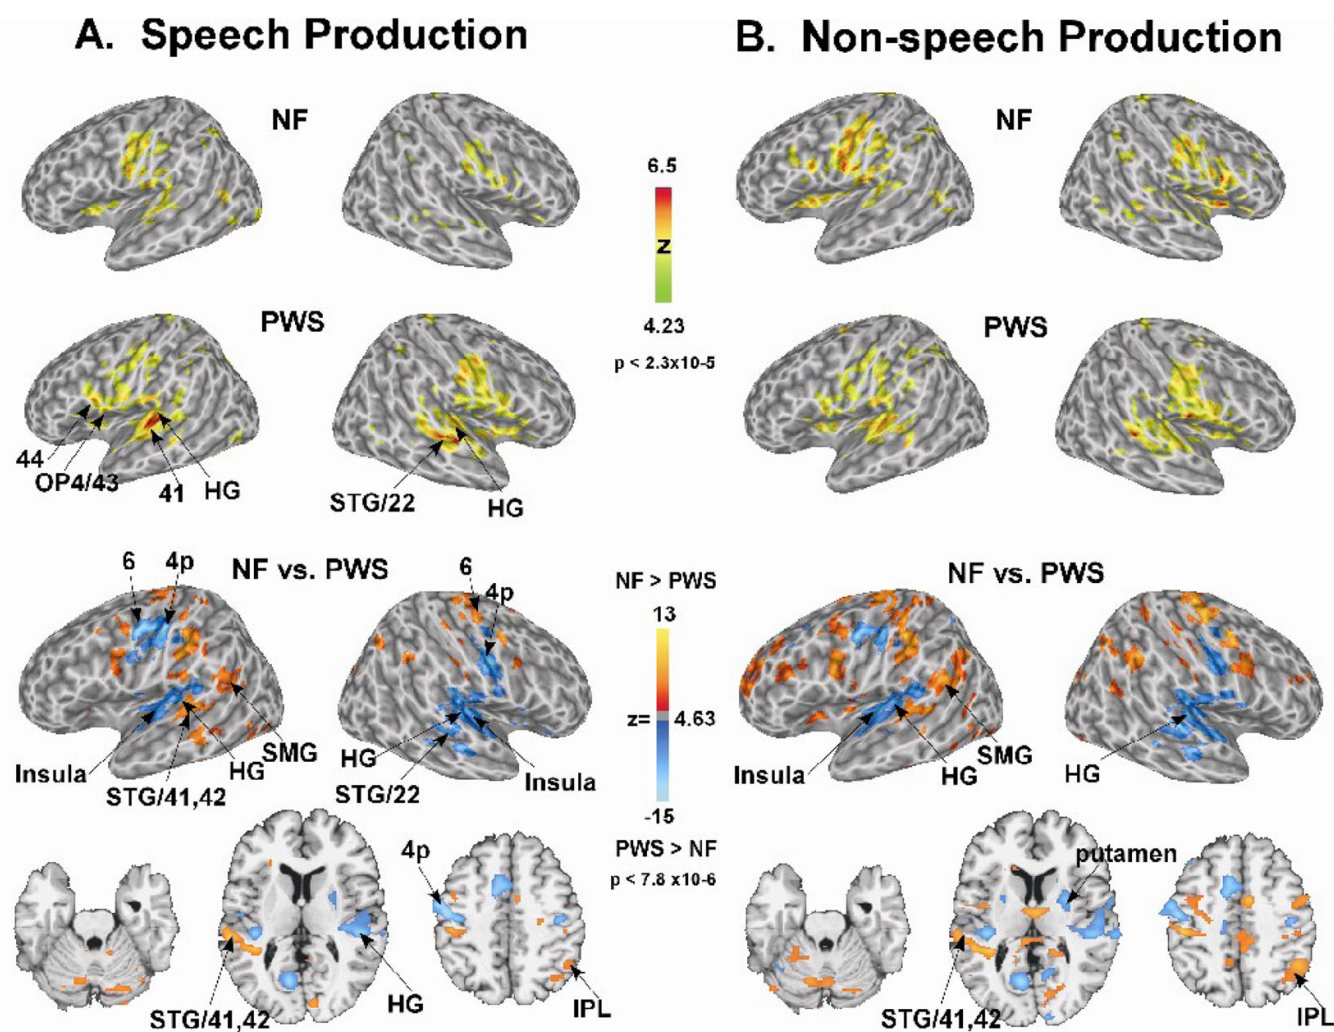 A. Speech Production
B. Non-speech Production
NF
NF
6.5
z
4.23
p < 2.3x10-5
PWS
PWS
44
OP4/43
41
HG
STG/22
HG
NF vs. PWS
6
4p
6
4p
Insula
STG/41,42
HG
SMG
HG
STG/22
Insula
NF > PWS
13
z= 4.63
-15
PWS > NF
p < 7.8 x10-6
NF vs. PWS
Insula
HG
SMG
HG
STG/41,42
HG
4p
IPL
putamen
STG/41,42
IPL